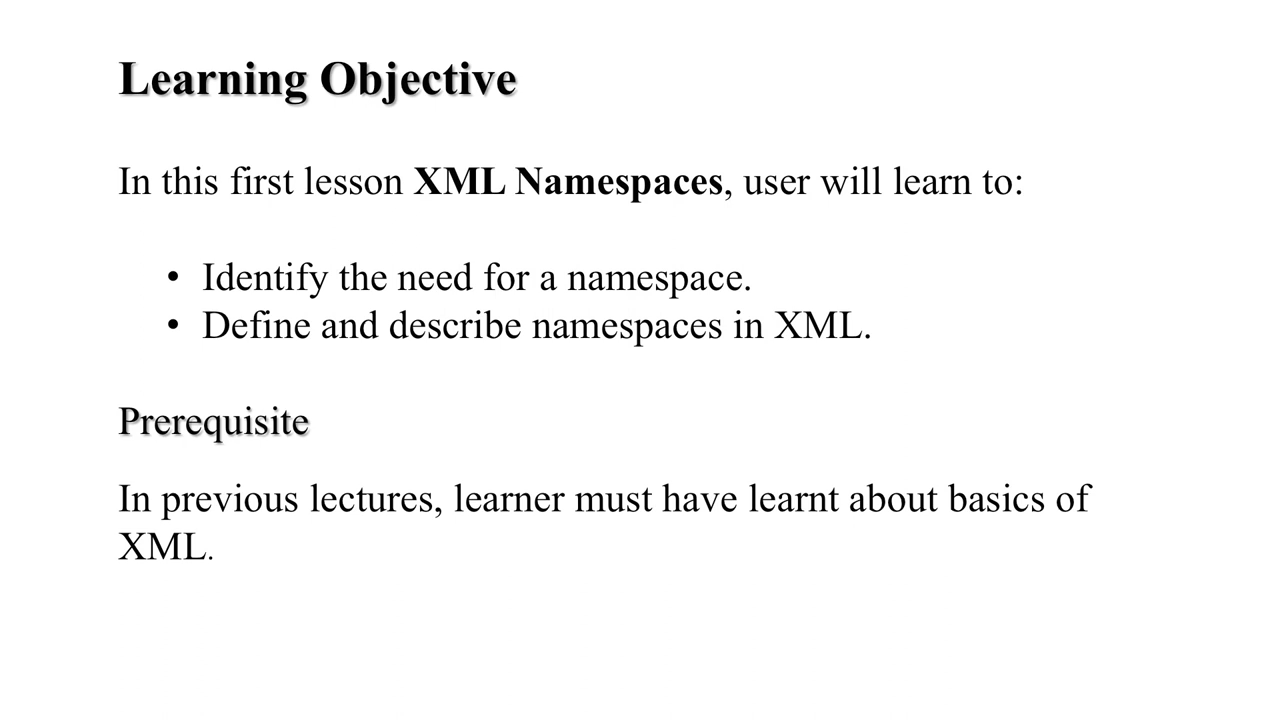 Learning Objective
In this first lesson XML Namespaces, user will learn to:
• Identify the need for a namespace.
• Define and describe namespaces in XML.
Prerequisite
In previous lectures, learner must have learnt about basics of
XML.